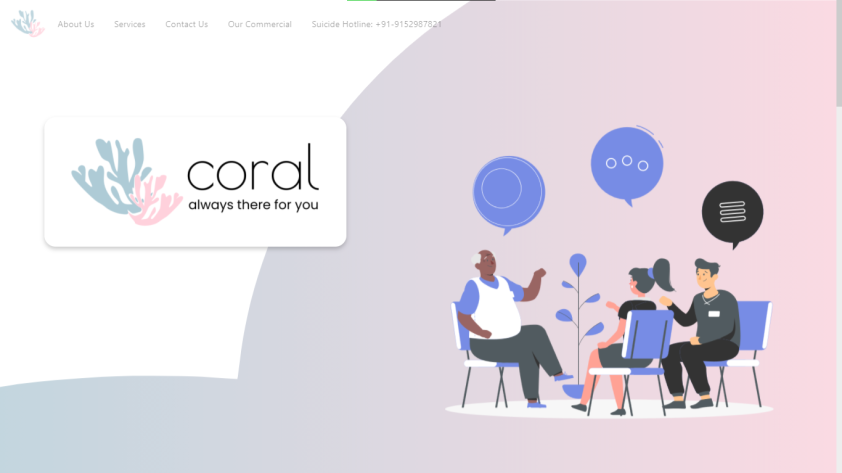 About Us Services Contact Us Our Commercial Suicide Hotline: +91-9152987821
coral
always there for you